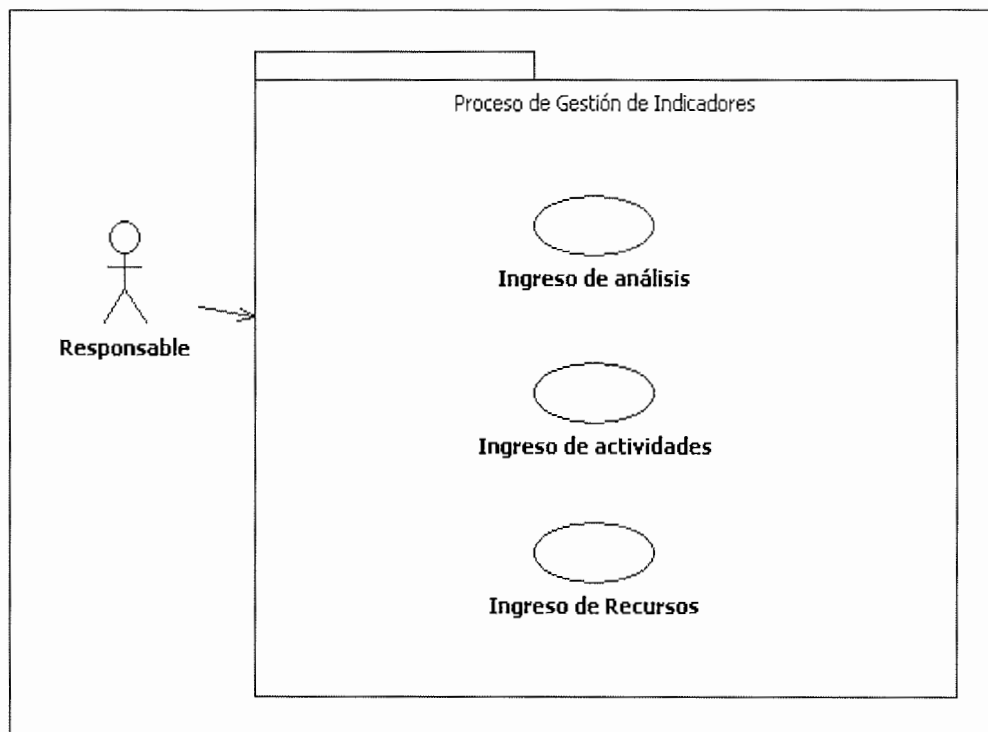 Proceso de Gestión de Indicadores
Ingreso de análisis
Responsable
Ingreso de actividades
Ingreso de Recursos